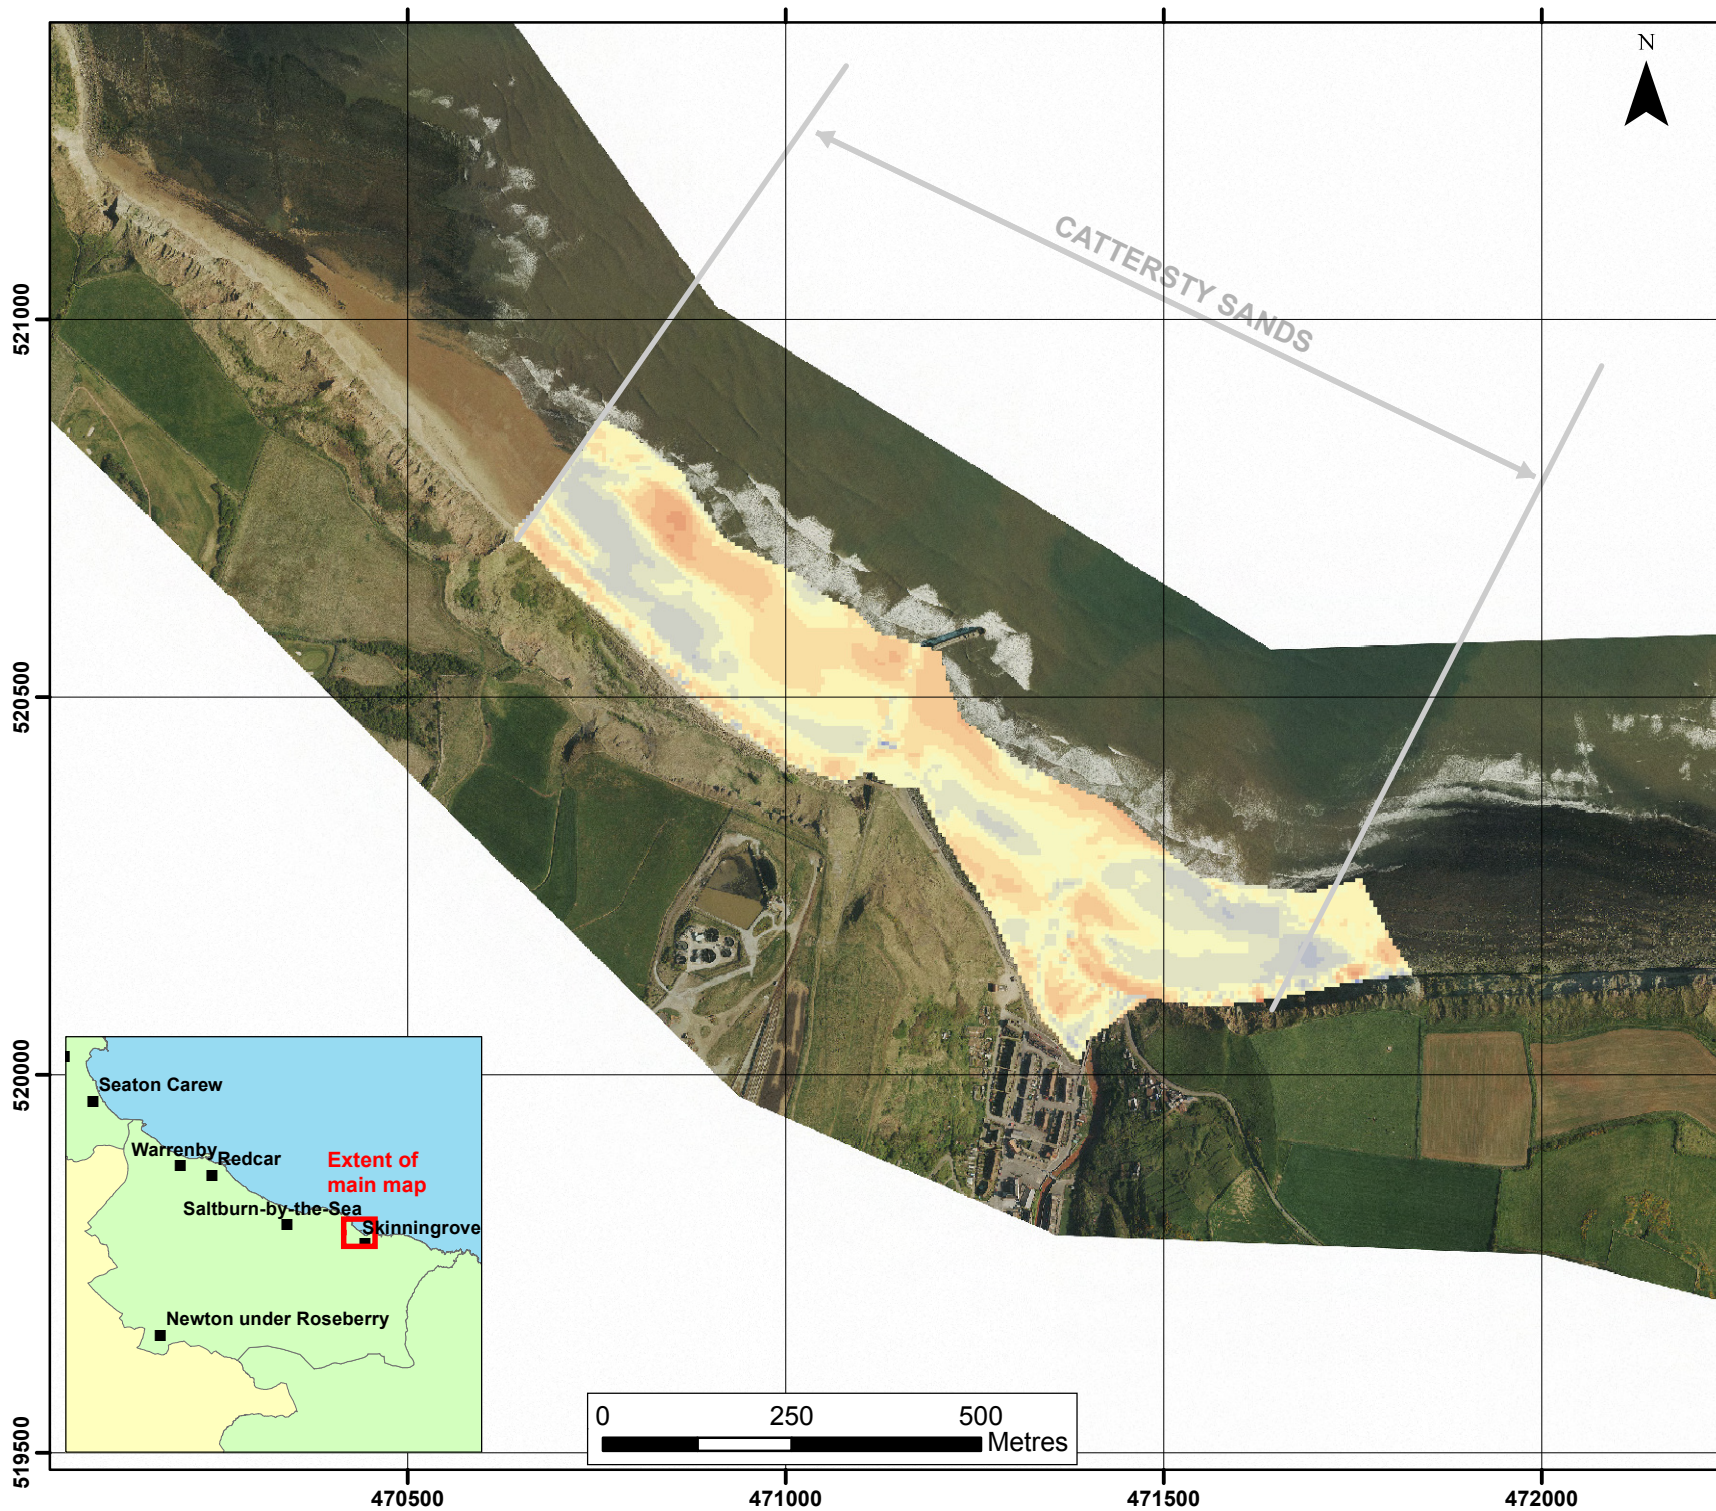 N
CATTERSTY SANDS
521000
520500
520000
519500
Seaton Carew
Warrenby
Redcar
Extent of
main map
Saltburn-by-the-Sea
Skinningrove
Newton under Roseberry
0 250 500
Metres
470500 471000 471500 472000